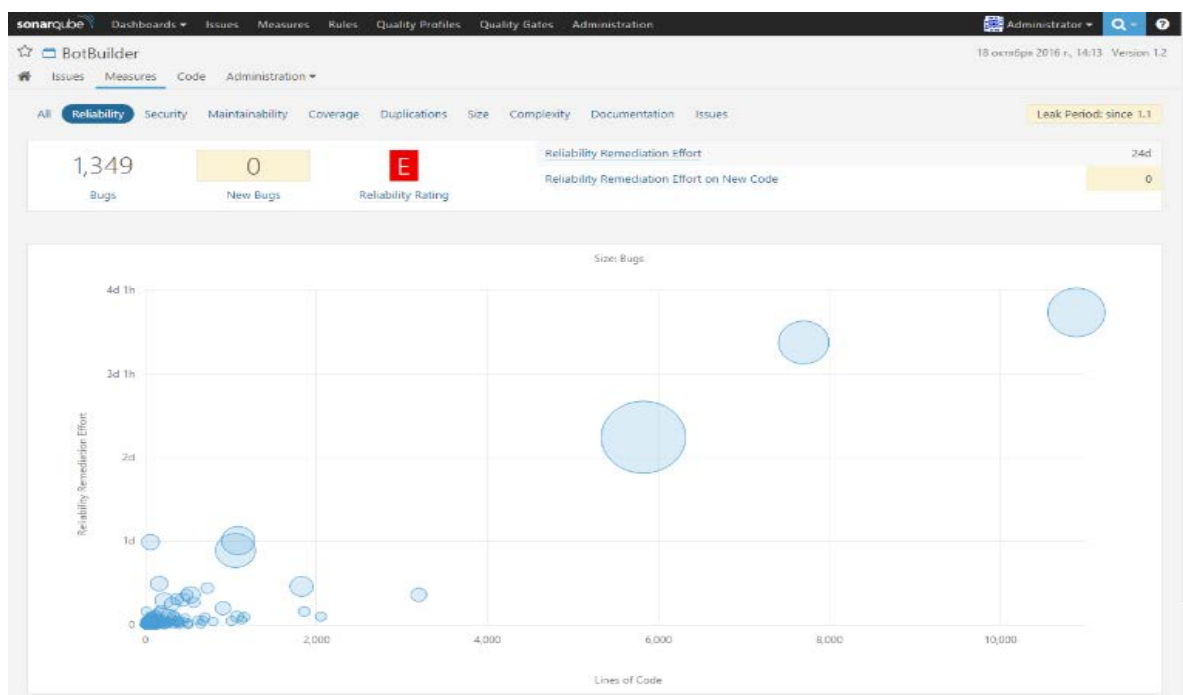 sonarqube Dashboards Issues Measures Rules Quality Profiles Quality Gates Administration Administrator ?
BotBuilder 18 октября 2016 г., 14:13 Version 1.2
Issues Measures Code Administration
All Reliability Security Maintainability Coverage Duplications Size Complexity Documentation Issues Leak Period: since 1.1
1,349 0 E
Bugs New Bugs Reliability Rating
Reliability Remediation Effort 24d
Reliability Remediation Effort on New Code 0
Size: Bugs
4d 1h
3d 1h
2d
1d
0
Reliability Remediation Effort
0 2,000 4,000 6,000 8,000 10,000
Lines of Code